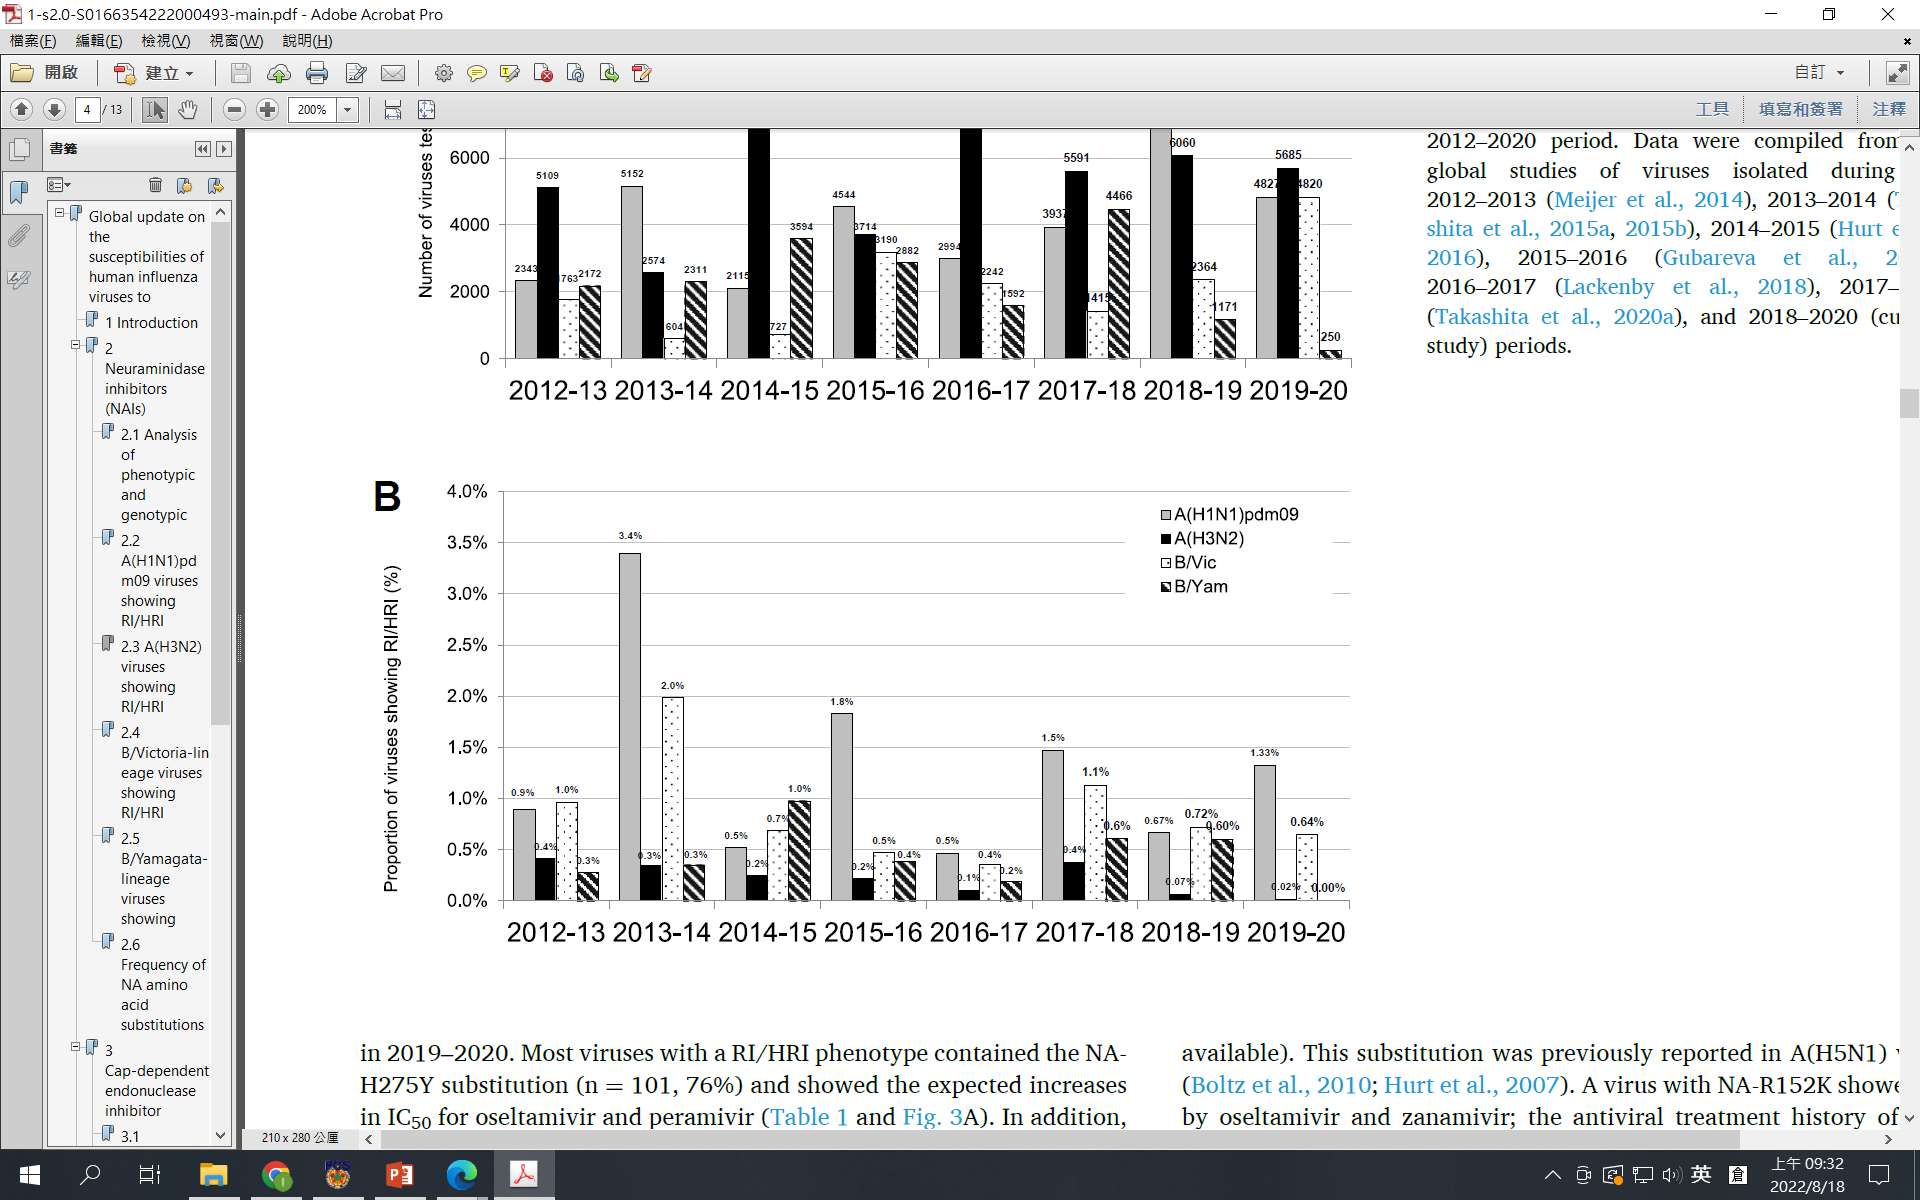 1-s2.0-S0166354222000493-main.pdf - Adobe Acrobat Pro
檔案(F) 編輯(E) 檢視(V) 視窗(W) 說明(H)
開啟 建立 自訂
4 / 13 200% 工具 填寫和簽署 註釋
書籤
Global update on
the
susceptibilities of
human influenza
viruses to
1 Introduction
2
Neuraminidase
inhibitors
(NAIs)
2.1 Analysis
of
phenotypic
and
genotypic
2.2
A(H1N1)pd
m09 viruses
showing
RI/HRI
2.3 A(H3N2)
viruses
showing
RI/HRI
2.4
B/Victoria-lin
eage viruses
showing
RI/HRI
2.5
B/Yamagata-
lineage
viruses
showing
2.6
Frequency of
NA amino
acid
substitutions
3
Cap-dependent
endonuclease
inhibitor
3.1
Number of viruses tes
6000
4000
2000
0
2343 5109 1763 2172
5152 2574 604 2311
2115 727 3594
4544 3714 3190 2882
2994 2242 1592
3937 5591 1415 4466
6060 2364 1171
4827 5685 4820 250
2012-13 2013-14 2014-15 2015-16 2016-17 2017-18 2018-19 2019-20
2012–2020 period. Data were compiled from
global studies of viruses isolated during
2012–2013 (Meijer et al., 2014), 2013–2014 (
shita et al., 2015a, 2015b), 2014–2015 (Hurt e
2016), 2015–2016 (Gubareva et al., 2
2016–2017 (Lackenby et al., 2018), 2017–
(Takashita et al., 2020a), and 2018–2020 (cu
study) periods.
B
Proportion of viruses showing RI/HRI (%)
4.0%
3.5%
3.0%
2.5%
2.0%
1.5%
1.0%
0.5%
0.0%
A(H1N1)pdm09
A(H3N2)
B/Vic
B/Yam
0.9% 0.4% 1.0% 0.3%
3.4% 0.3% 2.0% 0.3%
0.5% 0.2% 0.7% 1.0%
1.8% 0.2% 0.5% 0.4%
0.5% 0.1% 0.4% 0.2%
1.5% 0.4% 1.1% 0.6%
0.67% 0.07% 0.72% 0.60%
1.33% 0.02% 0.64% 0.00%
2012-13 2013-14 2014-15 2015-16 2016-17 2017-18 2018-19 2019-20
in 2019–2020. Most viruses with a RI/HRI phenotype contained the NA-
H275Y substitution (n = 101, 76%) and showed the expected increases
in IC50 for oseltamivir and peramivir (Table 1 and Fig. 3A). In addition,
available). This substitution was previously reported in A(H5N1)
(Boltz et al., 2010; Hurt et al., 2007). A virus with NA-R152K showe
by oseltamivir and zanamivir; the antiviral treatment history of
210 x 280 公厘
英 倉 上午 09:32
2022/8/18